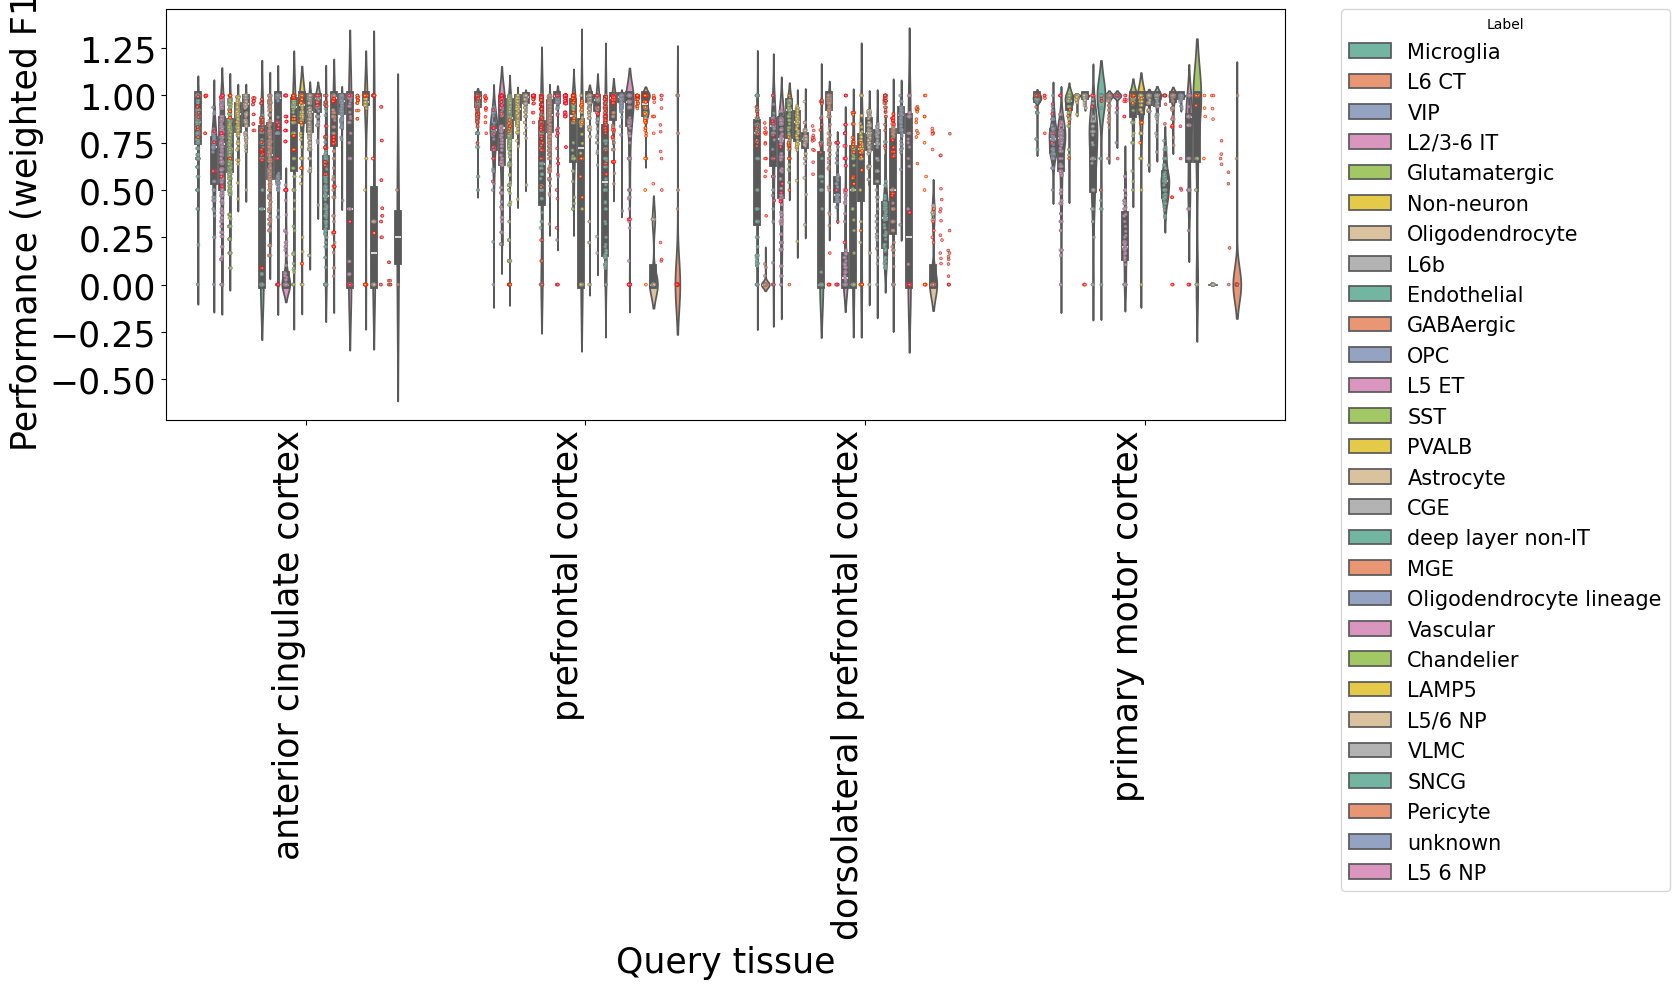 Performance (weighted F1
1.25
1.00
0.75
0.50
0.25
0.00
−0.25
−0.50
anterior cingulate cortex
prefrontal cortex
dorsolateral prefrontal cortex
primary motor cortex
Query tissue
Label
Microglia
L6 CT
VIP
L2/3-6 IT
Glutamatergic
Non-neuron
Oligodendrocyte
L6b
Endothelial
GABAergic
OPC
L5 ET
SST
PVALB
Astrocyte
CGE
deep layer non-IT
MGE
Oligodendrocyte lineage
Vascular
Chandelier
LAMP5
L5/6 NP
VLMC
SNCG
Pericyte
unknown
L5 6 NP